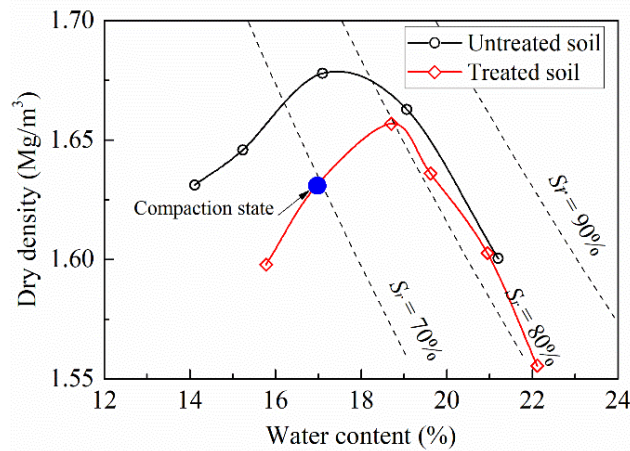 1.70
1.65
1.60
1.55
Dry density (Mg/m³)
Untreated soil
Treated soil
Compaction state
Sr = 70%
Sr = 80%
Sr = 90%
12 14 16 18 20 22 24
Water content (%)